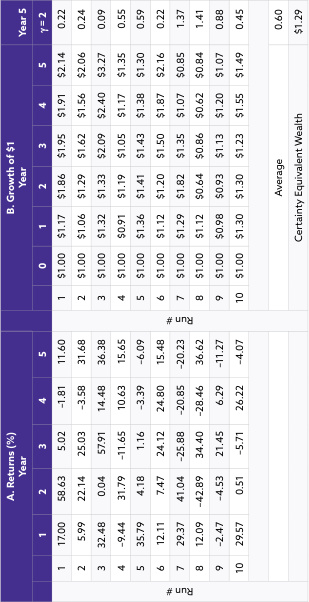 A. Returns (%) B. Growth of $1 Year 5
Year Year
1 2 3 4 5 0 1 2 3 4 5 γ = 2
Run # Run #
1 17.00 58.63 5.02 −1.81 11.60 1 $1.00 $1.17 $1.86 $1.95 $1.91 $2.14 0.22
2 5.99 22.14 25.03 −3.58 31.68 2 $1.00 $1.06 $1.29 $1.62 $1.56 $2.06 0.24
3 32.48 0.04 57.91 14.48 36.38 3 $1.00 $1.32 $1.33 $2.09 $2.40 $3.27 0.09
4 −9.44 31.79 −11.65 10.63 15.65 4 $1.00 $0.91 $1.19 $1.05 $1.17 $1.35 0.55
5 35.79 4.18 1.16 −3.39 −6.09 5 $1.00 $1.36 $1.41 $1.43 $1.38 $1.30 0.59
6 12.11 7.47 24.12 24.80 15.48 6 $1.00 $1.12 $1.20 $1.50 $1.87 $2.16 0.22
7 29.37 41.04 −25.88 −20.85 −20.23 7 $1.00 $1.29 $1.82 $1.35 $1.07 $0.85 1.37
8 12.09 −42.89 34.40 −28.46 36.62 8 $1.00 $1.12 $0.64 $0.86 $0.62 $0.84 1.41
9 −2.47 −4.53 21.45 6.29 −11.27 9 $1.00 $0.98 $0.93 $1.13 $1.20 $1.07 0.88
10 29.57 0.51 −5.71 26.22 −4.07 10 $1.00 $1.30 $1.30 $1.23 $1.55 $1.49 0.45
Average 0.60
Certainty Equivalent Wealth $1.29